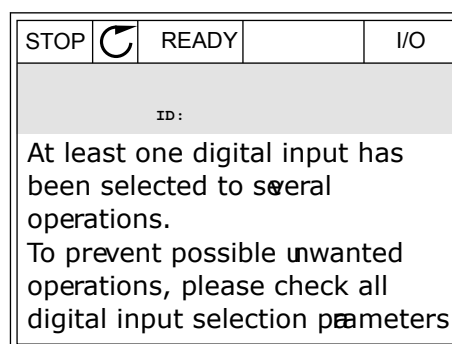 STOP READY I/O
ID:
At least one digital input has
been selected to several
operations.
To prevent possible unwanted
operations, please check all
digital input selection parameters